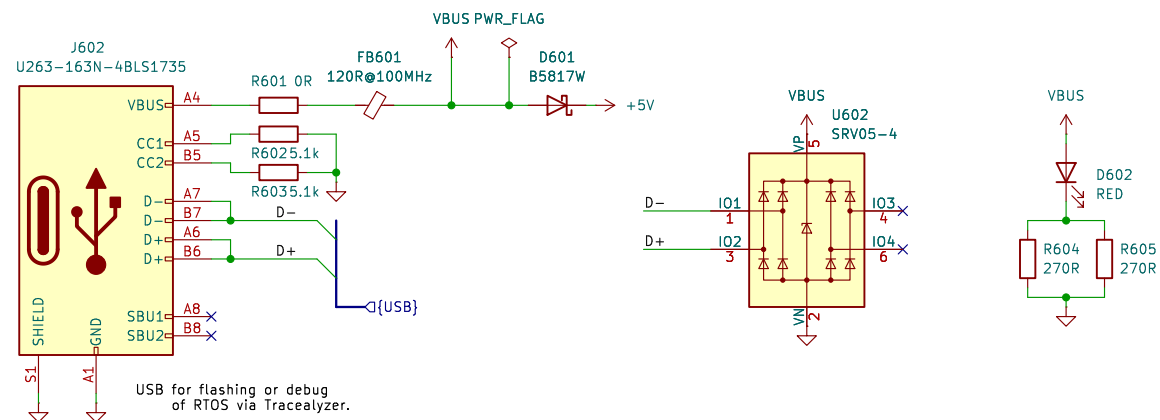 VBUS PWR_FLAG
J602
U263-163N-4BLS1735
FB601
120R@100MHz
D601
B5817W
R601 0R
VBUS
A4
+5V
CC1
A5
CC2
B5
R6025.1k
R6035.1k
D-
A7
D-
B7
D-
D+
A6
D+
B6
D+
{USB}
SBU1
A8
SBU2
B8
SHIELD
GND
S1
A1
USB for flashing or debug
of RTOS via Tracealyzer.
VBUS
U602
SRV05-4
VP
5
D-
IO1
1
IO3
4
D+
IO2
3
IO4
6
VN
2
VBUS
D602
RED
R604
270R
R605
270R